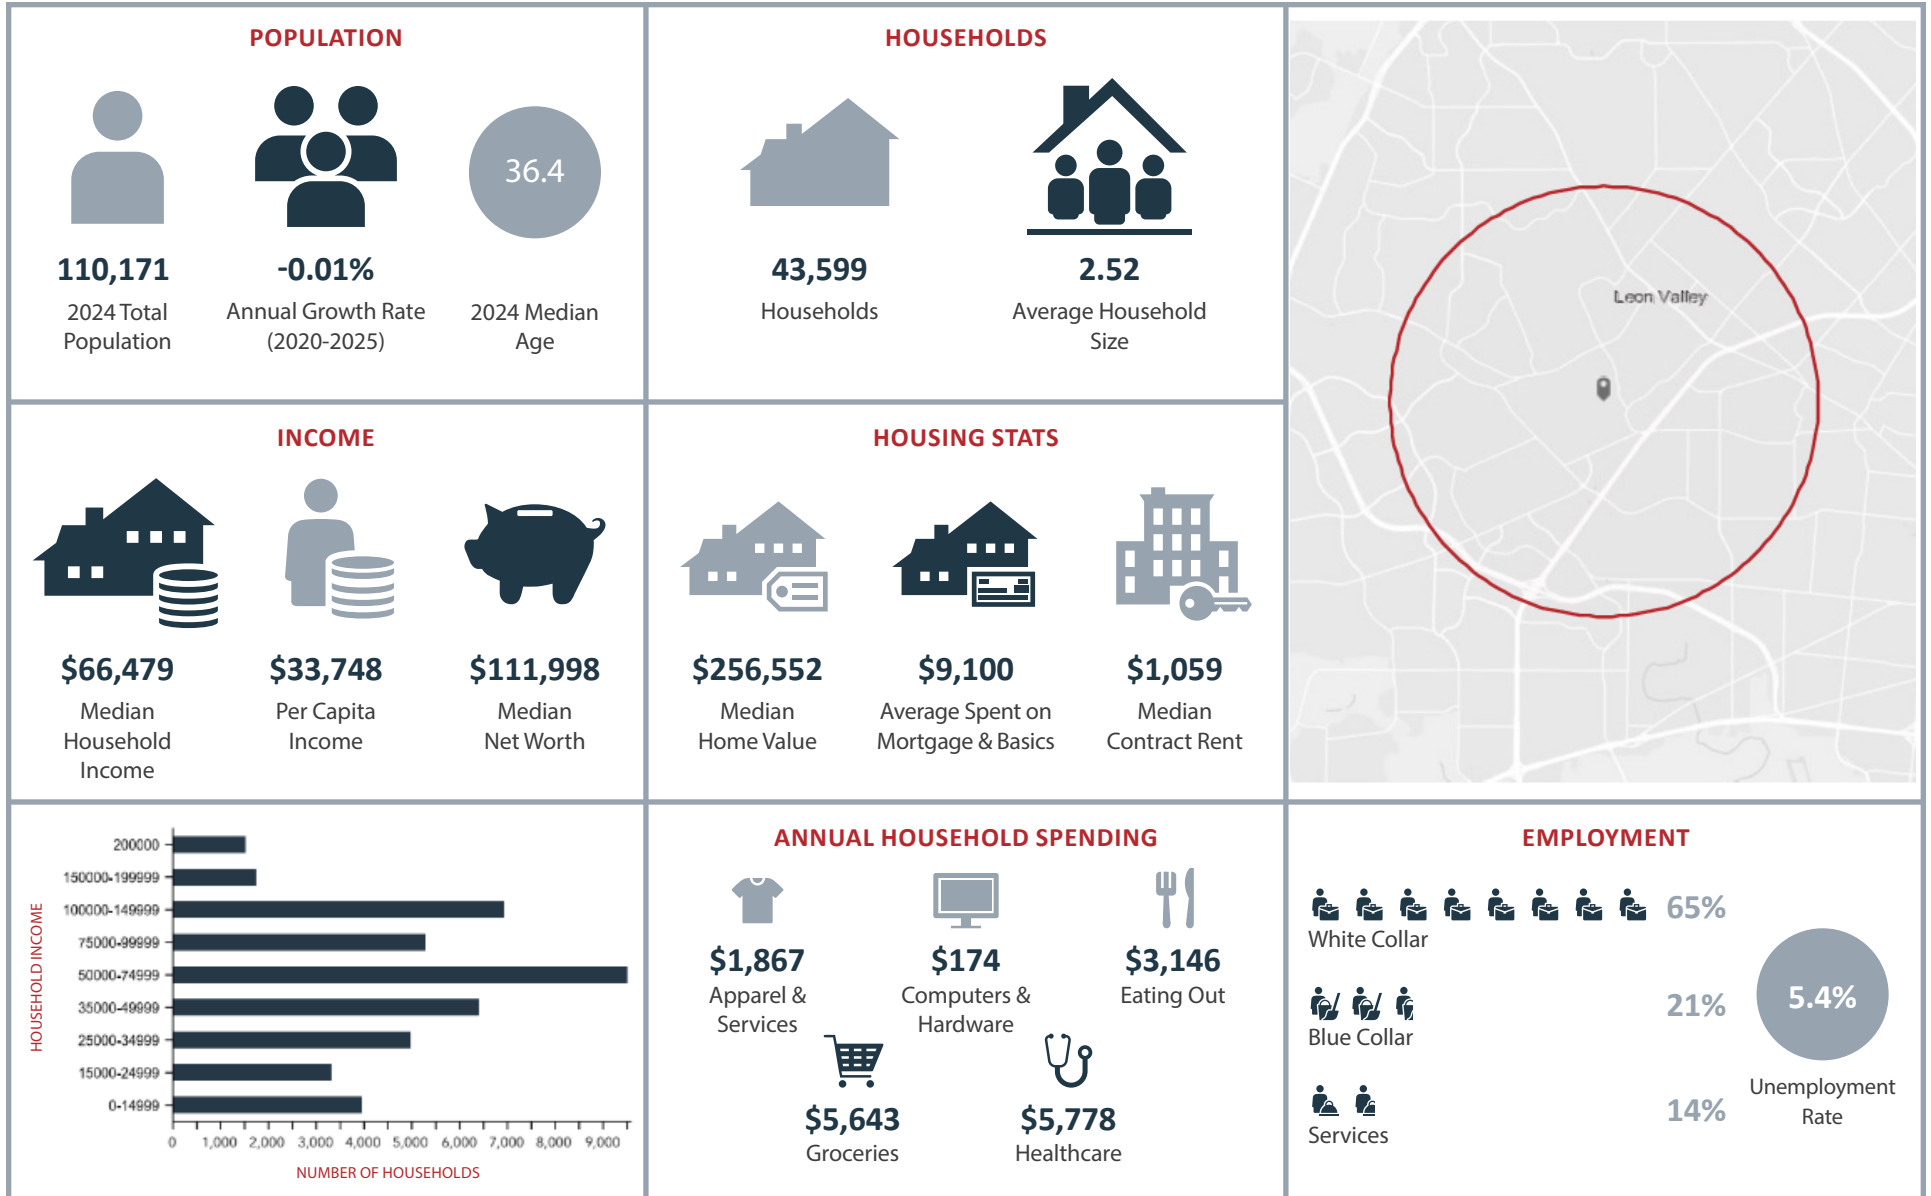 POPULATION
36.4
110,171
2024 Total
Population
-0.01%
Annual Growth Rate
(2020-2025)
2024 Median
Age
HOUSEHOLDS
43,599
Households
2.52
Average Household
Size
Leon Valley
INCOME
$66,479
Median
Household
Income
$33,748
Per Capita
Income
$111,998
Median
Net Worth
HOUSING STATS
$256,552
Median
Home Value
$9,100
Average Spent on
Mortgage & Basics
$1,059
Median
Contract Rent
HOUSEHOLD INCOME
200000
150000-199999
100000-149999
75000-99999
50000-74999
35000-49999
25000-34999
15000-24999
0-14999
0 1,000 2,000 3,000 4,000 5,000 6,000 7,000 8,000 9,000
NUMBER OF HOUSEHOLDS
ANNUAL HOUSEHOLD SPENDING
$1,867
Apparel &
Services
$174
Computers &
Hardware
$3,146
Eating Out
$5,643
Groceries
$5,778
Healthcare
EMPLOYMENT
65%
White Collar
21%
Blue Collar
14%
Services
5.4%
Unemployment
Rate